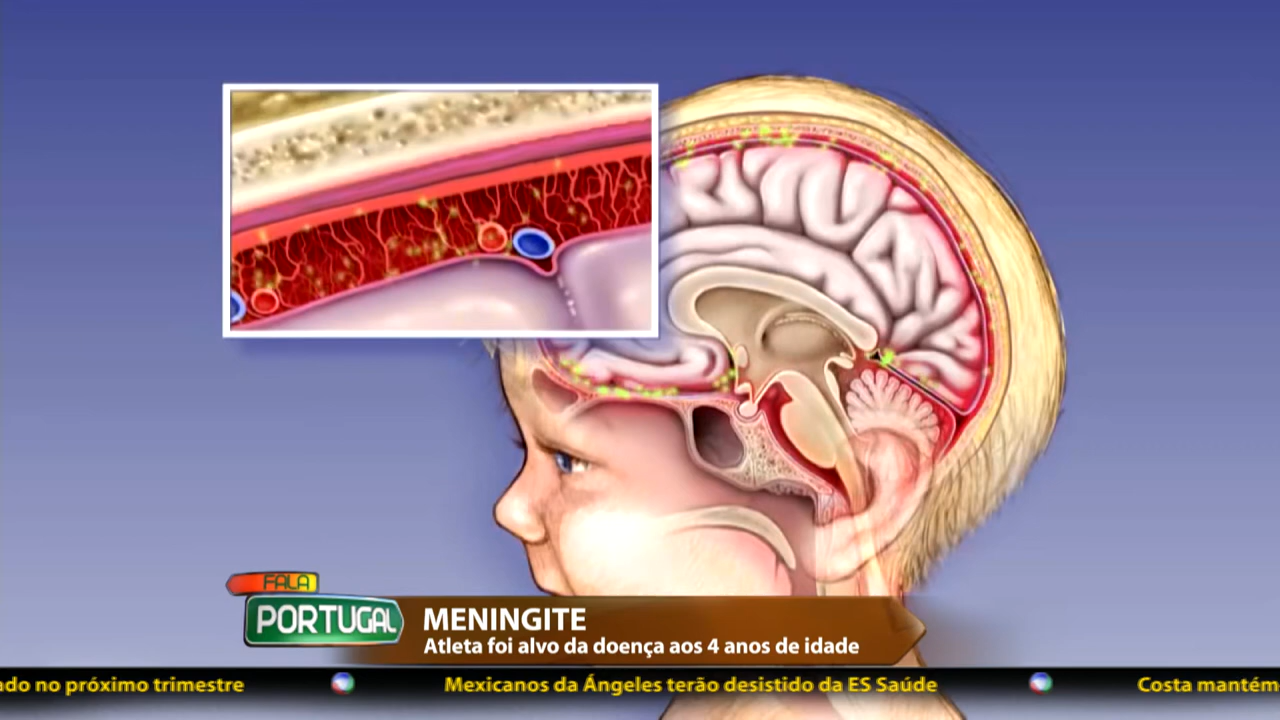 FALA
PORTUGAL
MENINGITE
Atleta foi alvo da doença aos 4 anos de idade
ado no próximo trimestre
Mexicanos da Ángeles terão desistido da ES Saúde
Costa mantém